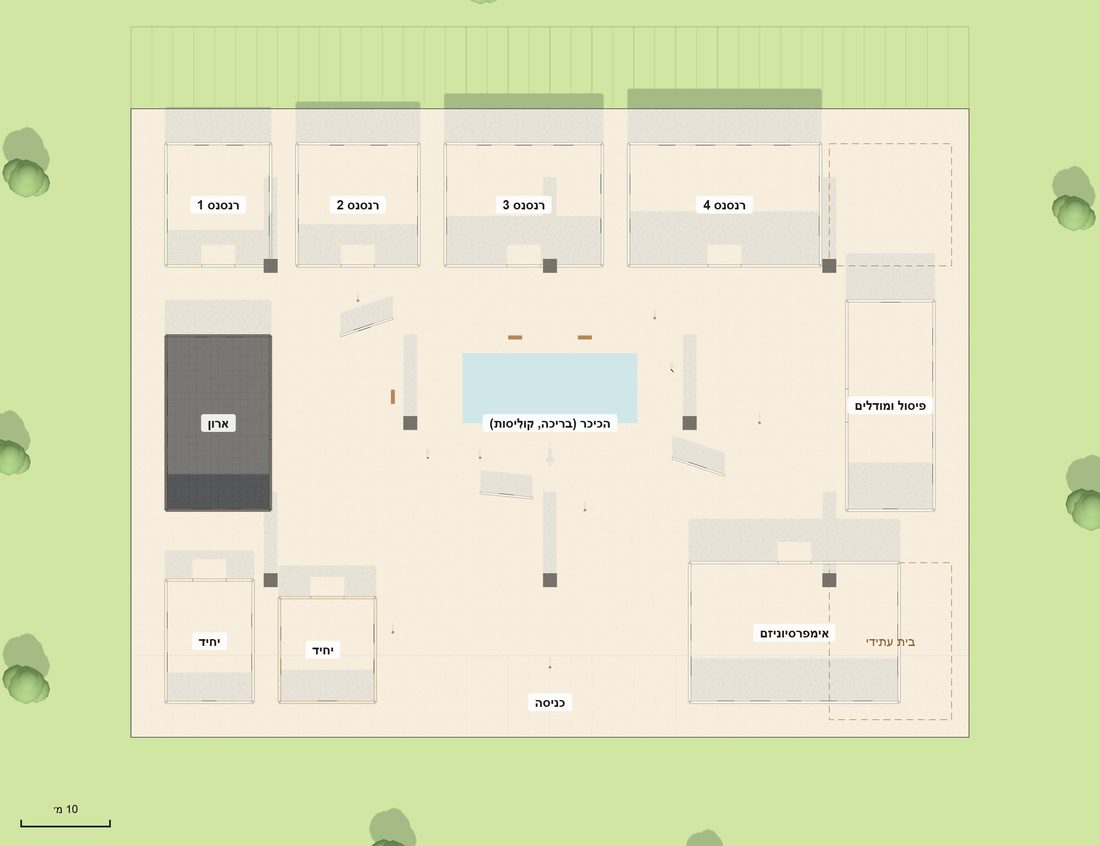 רנסנס 1
רנסנס 2
רנסנס 3
רנסנס 4
פיסול ומודלים
ארון
הכיכר (בריכה, קוליסות)
אימפרסיוניזם
בית עתידי
יחיד
יחיד
כניסה
10 מ׳